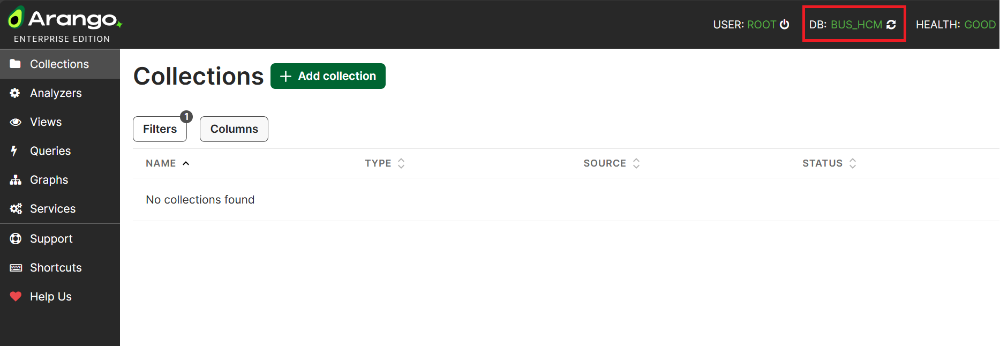 Arango
ENTERPRISE EDITION
USER: ROOT
DB: BUS_HCM
HEALTH: GOOD
Collections
Analyzers
Views
Queries
Graphs
Services
Support
Shortcuts
Help Us
Collections
Add collection
Filters
1
Columns
NAME TYPE SOURCE STATUS
No collections found